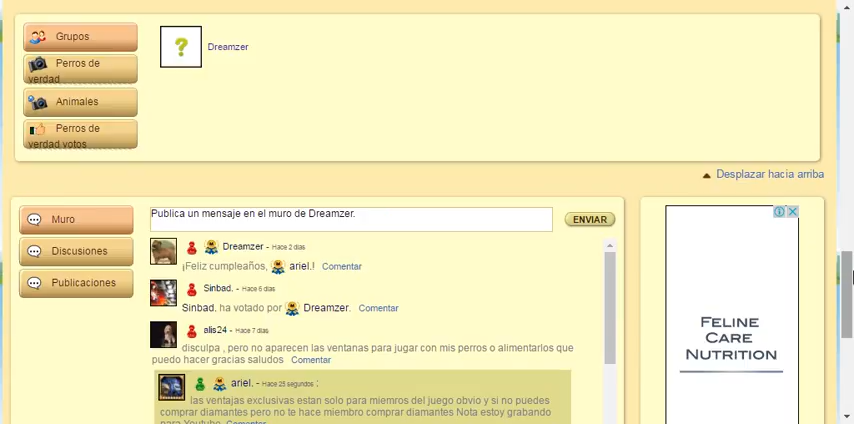 Grupos
Dreamzer
Perros de
verdad
Animales
Perros de
verdad votos
Desplazar hacia arriba
Muro
Discusiones
Publicaciones
Publica un mensaje en el muro de Dreamzer.
ENVIAR
Dreamzer - Hace 2 días
¡Feliz cumpleaños, ariel.! Comentar
Sinbad. - Hace 6 días
Sinbad. ha votado por Dreamzer. Comentar
alis24 - Hace 7 días
disculpa , pero no aparecen las ventanas para jugar con mis perros o alimentarlos que
puedo hacer gracias saludos Comentar
ariel. - Hace 25 segundos :
las ventajas exclusivas estan solo para miemros del juego obvio y si no puedes
comprar diamantes pero no te hace miembro comprar diamantes Nota estoy grabando
para Youtube Comentar
FELINE
CARE
NUTRITION